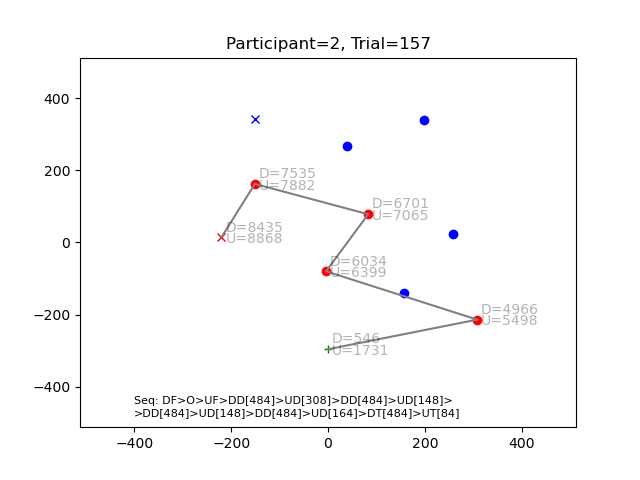 Participant=2, Trial=157
400
200
0
−200
−400
−400
−200
0
200
400
D=7535
U=7882
D=6701
U=7065
D=8435
U=8868
D=6034
U=6399
D=4966
U=5498
D=546
U=1731
Seq: DF>O>UF>DD[484]>UD[308]>DD[484]>UD[148]>
>DD[484]>UD[148]>DD[484]>UD[164]>DT[484]>UT[84]